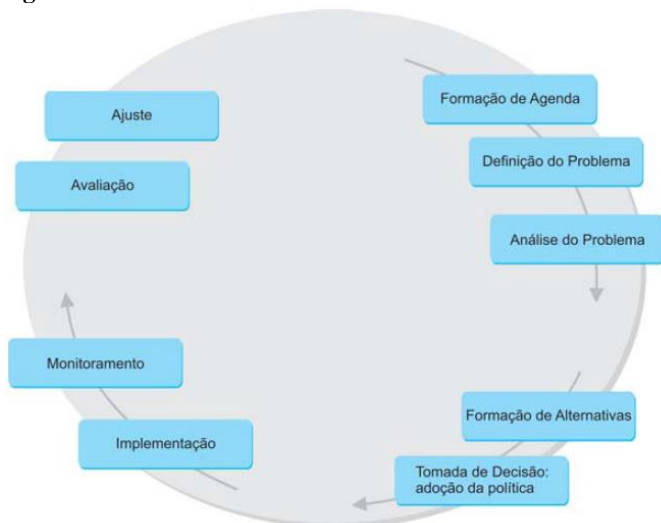 Formação de Agenda
Definição do Problema
Análise do Problema
Formação de Alternativas
Tomada de Decisão:
adoção da política
Implementação
Monitoramento
Avaliação
Ajuste